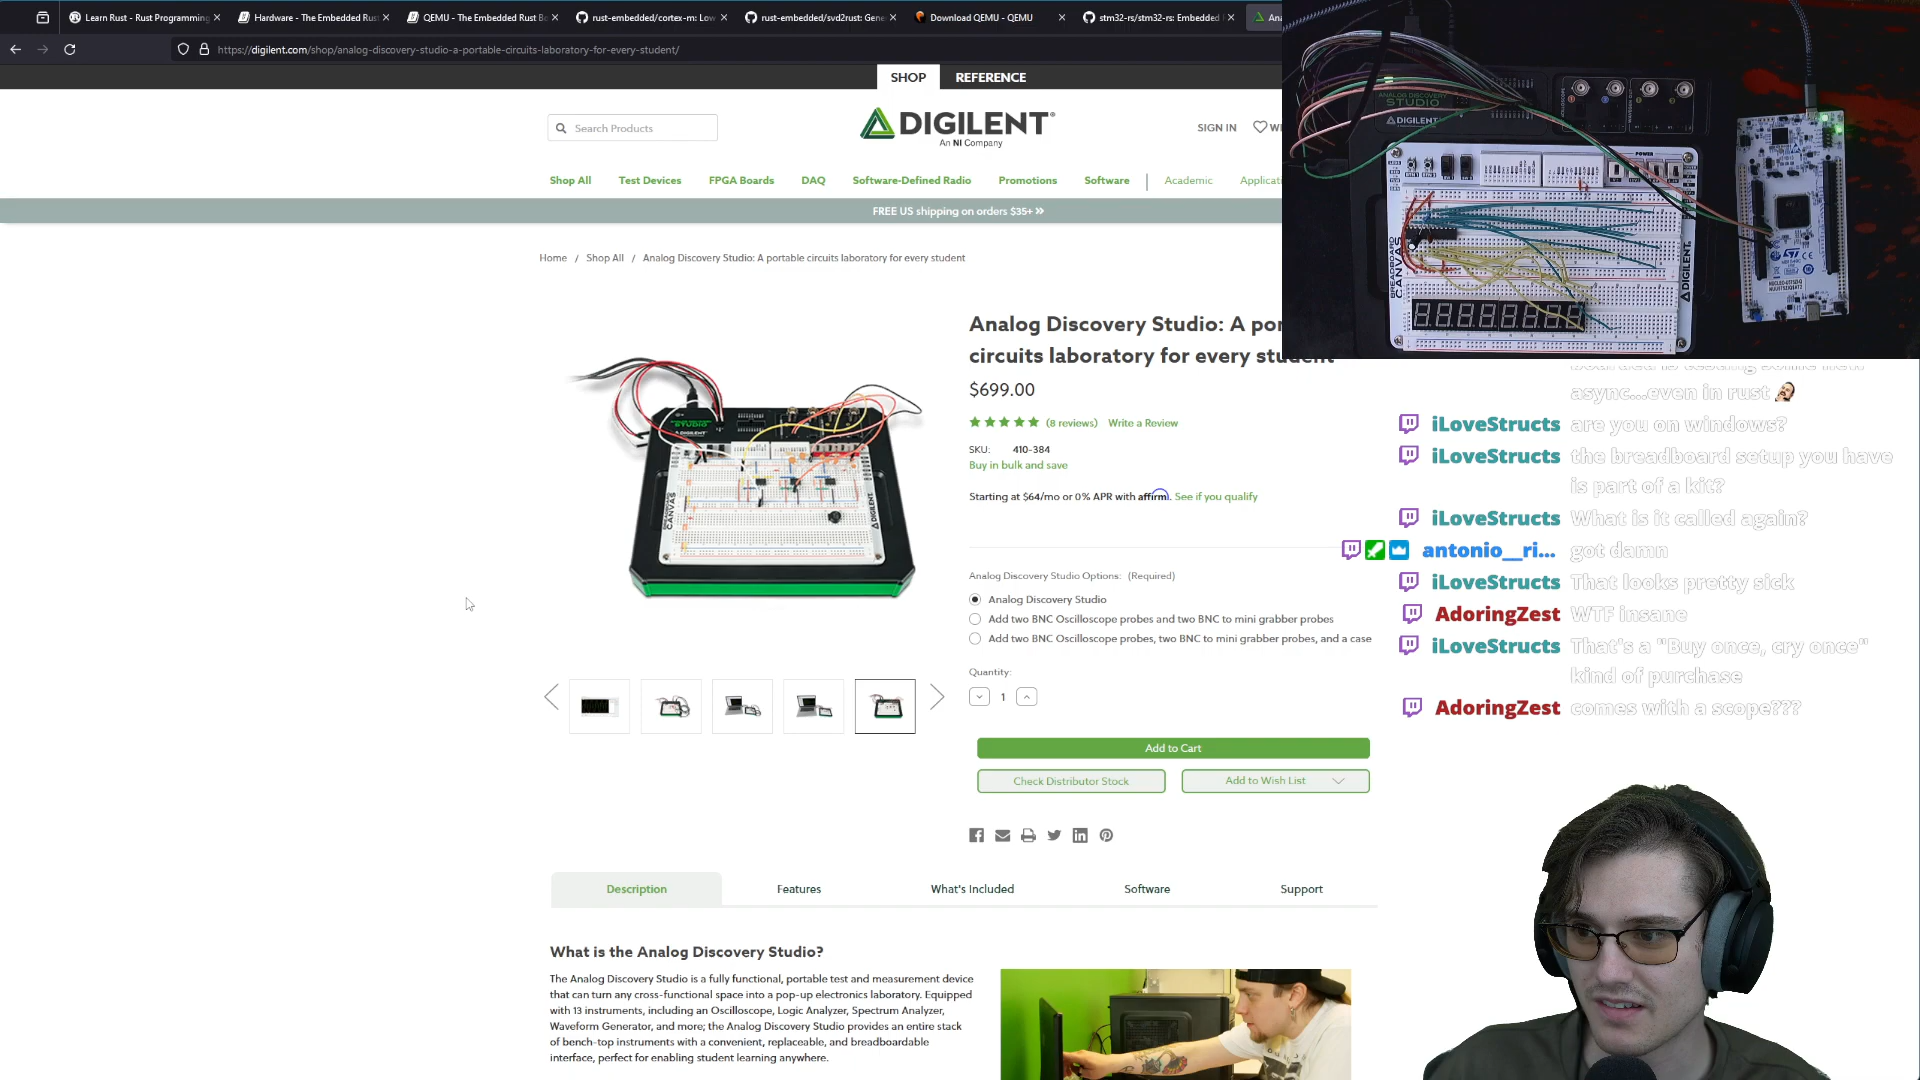 Learn Rust - Rust Programming
Hardware - The Embedded Rust
QEMU - The Embedded Rust Bo
rust-embedded/cortex-m: Low
rust-embedded/svd2rust: Gene
Download QEMU - QEMU
stm32-rs/stm32-rs: Embedded
Ana
https://digilent.com/shop/analog-discovery-studio-a-portable-circuits-laboratory-for-every-student/
SHOP
REFERENCE
Search Products
DIGILENT
An NI Company
SIGN IN
WI
Shop All
Test Devices
FPGA Boards
DAQ
Software-Defined Radio
Promotions
Software
Academic
Applicati
FREE US shipping on orders $35+ »
Home / Shop All / Analog Discovery Studio: A portable circuits laboratory for every student
Analog Discovery Studio: A por
circuits laboratory for every student
$699.00
(8 reviews) Write a Review
SKU: 410-384
Buy in bulk and save
Starting at $64/mo or 0% APR with affirm. See if you qualify
Analog Discovery Studio Options: (Required)
Analog Discovery Studio
Add two BNC Oscilloscope probes and two BNC to mini grabber probes
Add two BNC Oscilloscope probes, two BNC to mini grabber probes, and a case
Quantity:
1
Add to Cart
Check Distributor Stock
Add to Wish List
Description
Features
What's Included
Software
Support
What is the Analog Discovery Studio?
The Analog Discovery Studio is a fully functional, portable test and measurement device
that can turn any cross-functional space into a pop-up electronics laboratory. Equipped
with 13 instruments, including an Oscilloscope, Logic Analyzer, Spectrum Analyzer,
Waveform Generator, and more; the Analog Discovery Studio provides an entire stack
of bench-top instruments with a convenient, replaceable, and breadboardable
interface, perfect for enabling student learning anywhere.
ANALOG DISCOVERY
STUDIO
DIGILENT
POWER
BREADBOARD
CANVAS
DIGILENT
async...even in rust
iLoveStructs are you on windows?
iLoveStructs the breadboard setup you have
is part of a kit?
iLoveStructs What is it called again?
antonio__ri... got damn
iLoveStructs That looks pretty sick
AdoringZest WTF insane
iLoveStructs That's a "Buy once, cry once"
kind of purchase
AdoringZest comes with a scope???